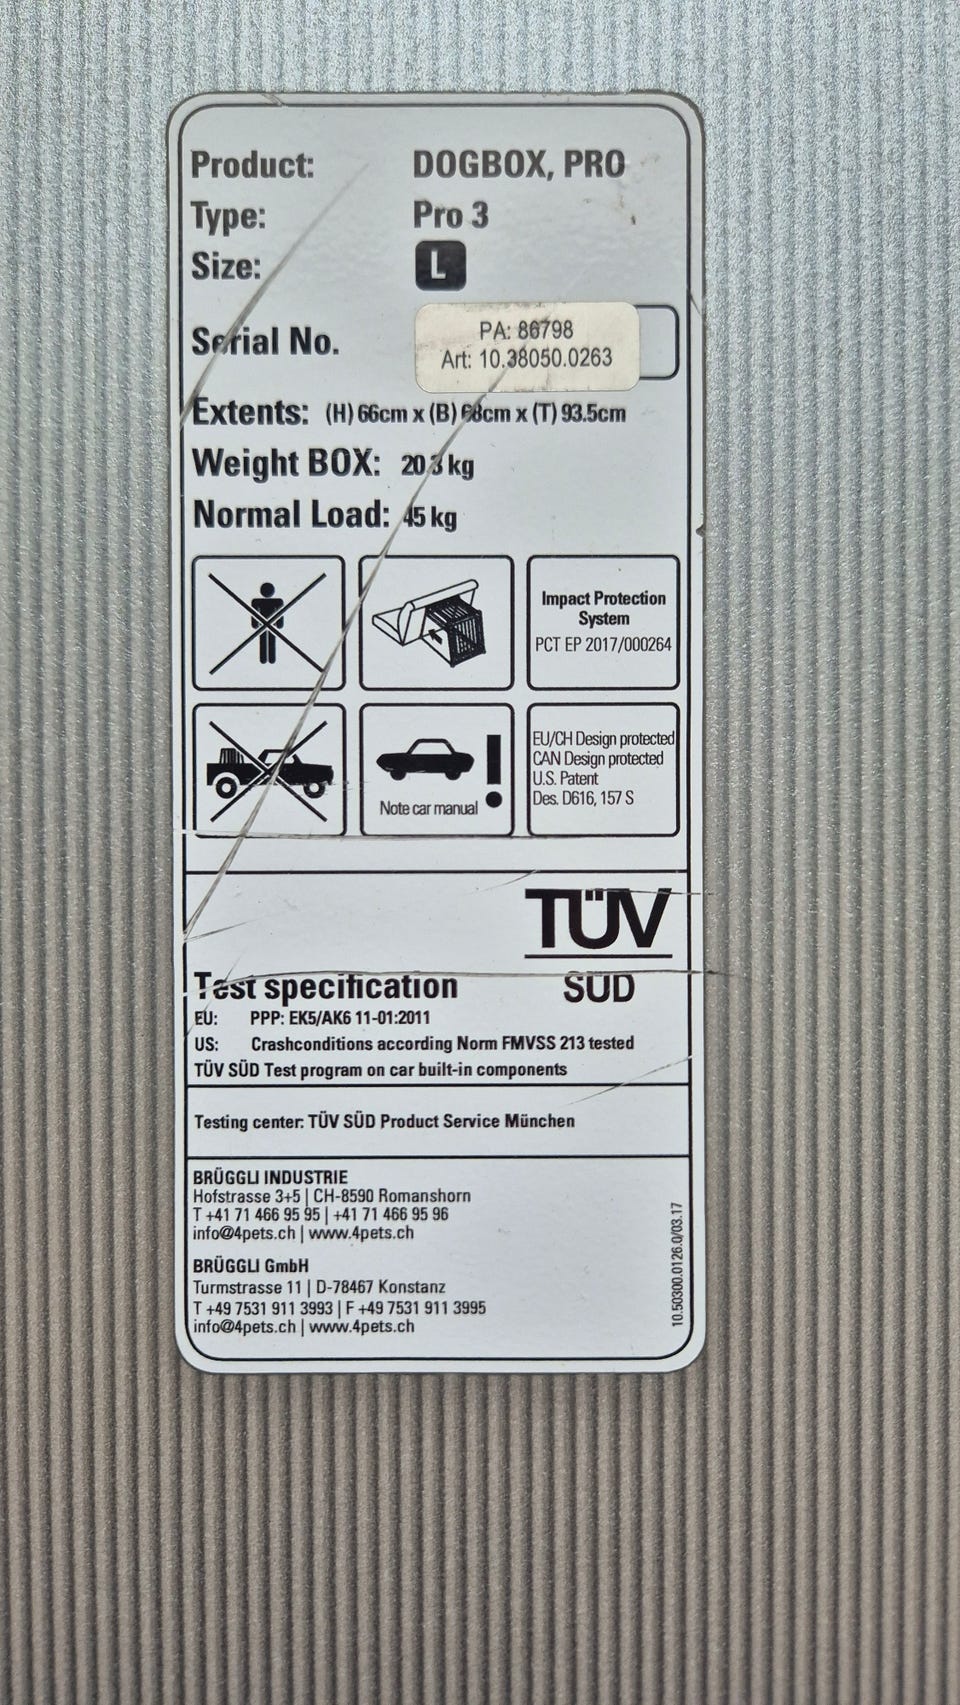 Product: DOGBOX, PRO
Type: Pro 3
Size: L
Serial No.
PA: 86798
Art: 10.38050.0263
Extents: (H) 66cm x (B) 68cm x (T) 93.5cm
Weight BOX: 20.3 kg
Normal Load: 45 kg
Impact Protection
System
PCT EP 2017/000264
Note car manual
!
EU/CH Design protected
CAN Design protected
U.S. Patent
Des. D616, 157 S
TÜV
SÜD
Test specification
EU: PPP: EK5/AK6 11-01:2011
US: Crashconditions according Norm FMVSS 213 tested
TÜV SÜD Test program on car built-in components
Testing center: TÜV SÜD Product Service München
BRÜGGLI INDUSTRIE
Hofstrasse 3+5 | CH-8590 Romanshorn
T +41 71 466 95 95 | +41 71 466 95 96
info@4pets.ch | www.4pets.ch
BRÜGGLI GmbH
Turmstrasse 11 | D-78467 Konstanz
T +49 7531 911 3993 | F +49 7531 911 3995
info@4pets.ch | www.4pets.ch
10.50300.0126.0/03.17